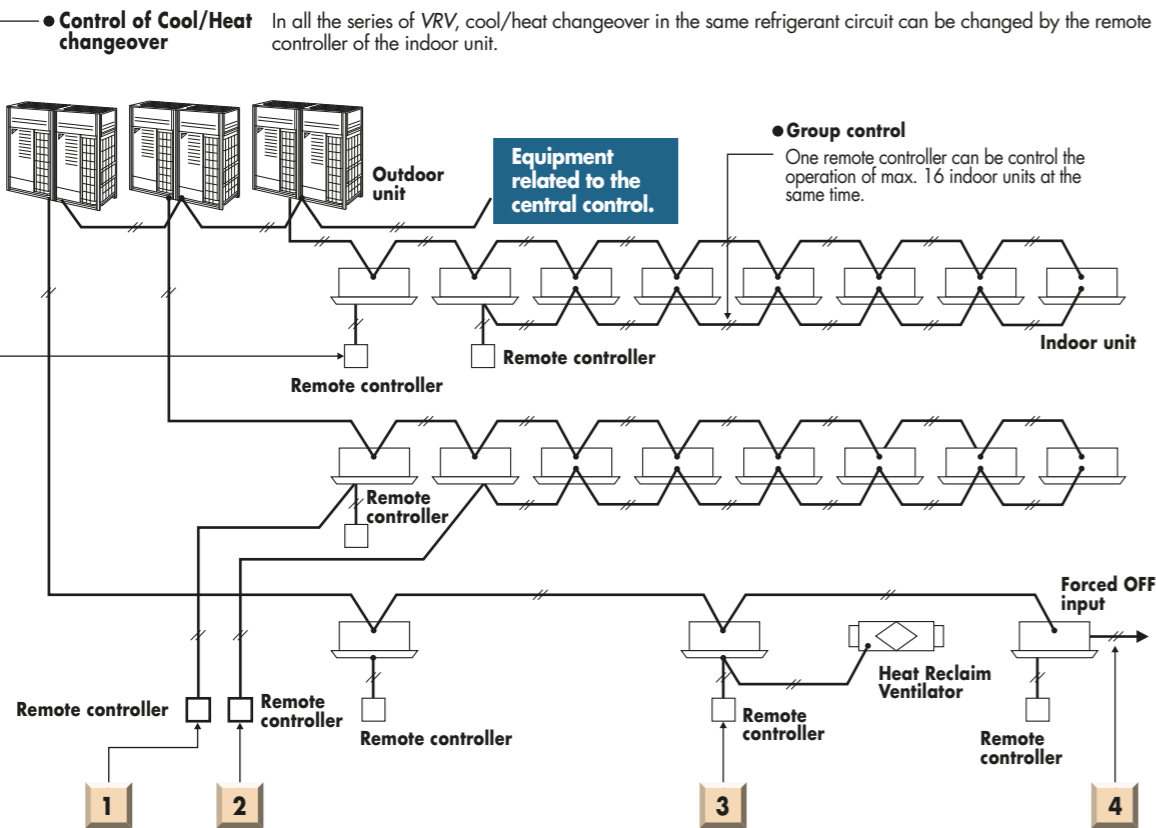 ● Control of Cool/Heat
changeover
In all the series of VRV, cool/heat changeover in the same refrigerant circuit can be changed by the remote
controller of the indoor unit.
Outdoor
unit
Equipment
related to the
central control.
● Group control
One remote controller can be control the
operation of max. 16 indoor units at the
same time.
Indoor unit
Remote controller
Remote controller
Remote
controller
Forced OFF
input
Heat Reclaim
Ventilator
Remote controller
Remote
controller
Remote controller
Remote
controller
Remote
controller
1
2
3
4